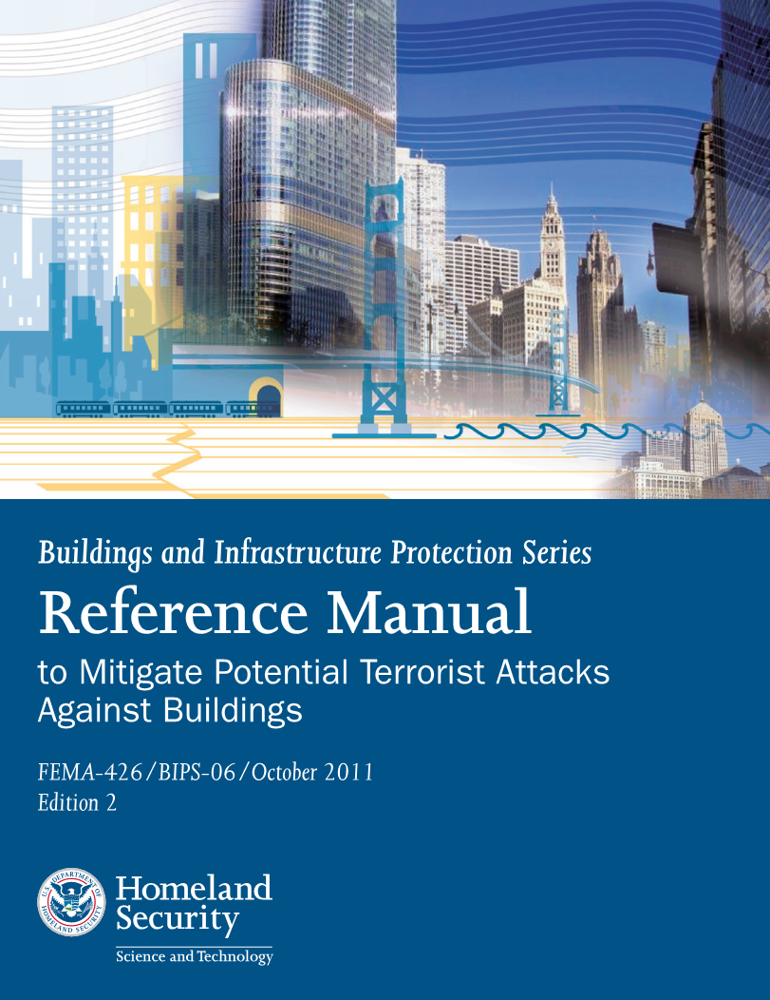 Buildings and Infrastructure Protection Series
Reference Manual
to Mitigate Potential Terrorist Attacks
Against Buildings
FEMA-426/BIPS-06/October 2011
Edition 2
U.S. DEPARTMENT OF
HOMELAND SECURITY
Homeland
Security
Science and Technology